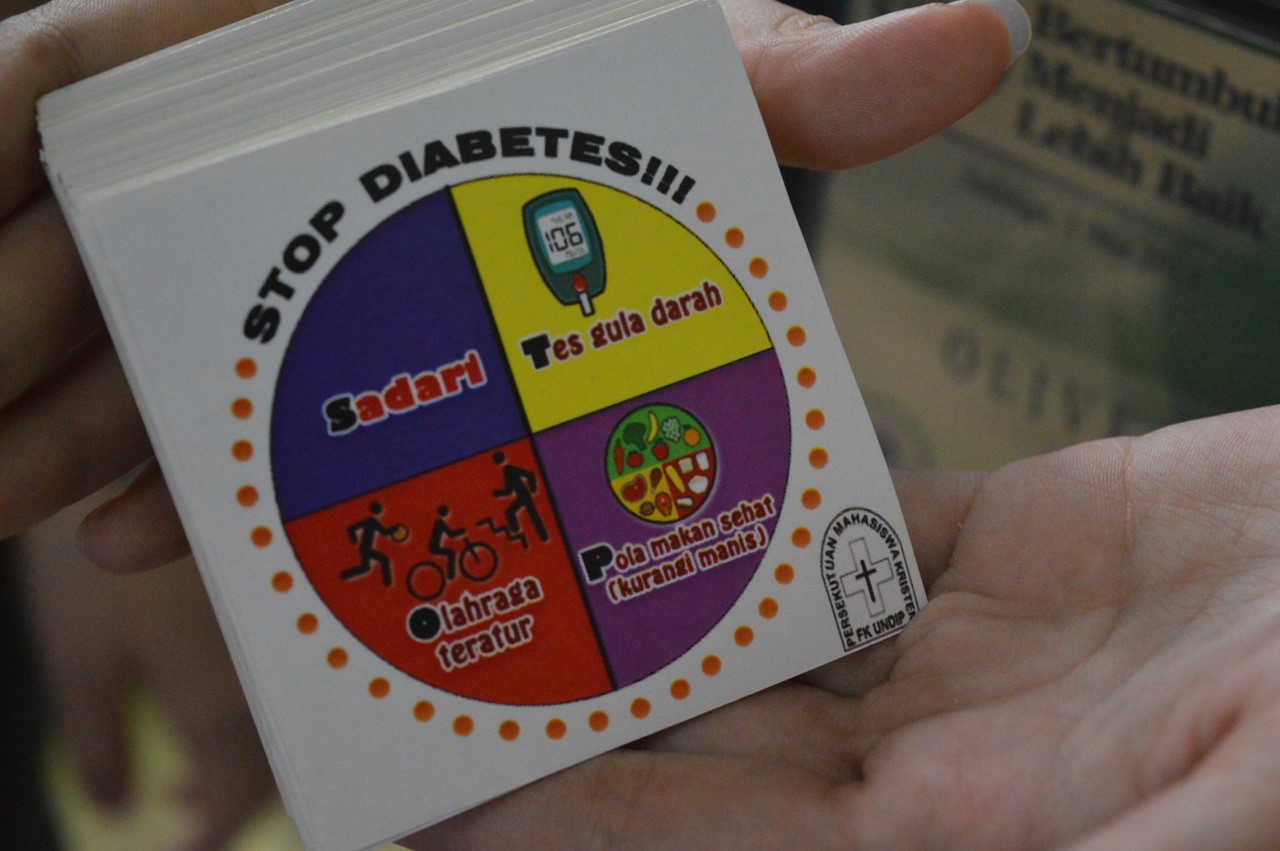 STOP DIABETES!!!
Sadari
106
Tes gula darah
Olahraga
teratur
Pola makan sehat
(kurangi manis)
PERSEKUTUAN MAHASISWA KRISTEN
FK UNDIP
Bertumbuh
Menjadi
Lebih Baik